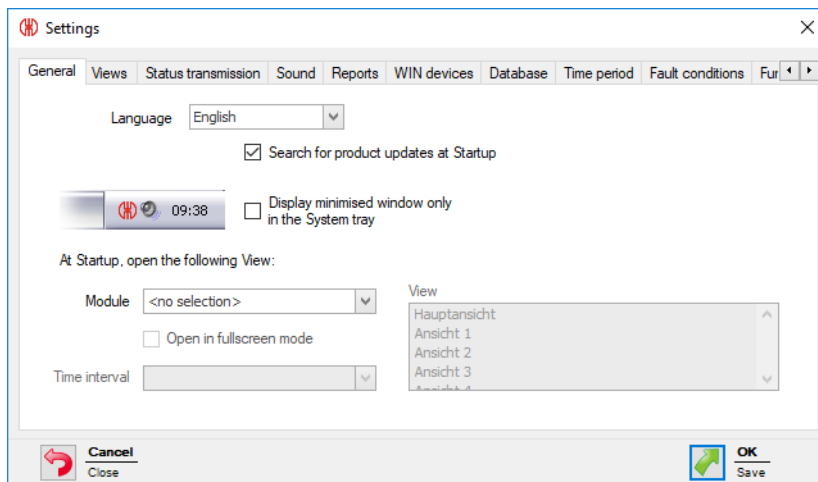 Settings
General Views Status transmission Sound Reports WIN devices Database Time period Fault conditions Fur
Language English
Search for product updates at Startup
09:38
Display minimised window only
in the System tray
At Startup, open the following View:
Module <no selection>
Open in fullscreen mode
Time interval
View
Hauptansicht
Ansicht 1
Ansicht 2
Ansicht 3
Ansicht 4
Cancel
Close
OK
Save